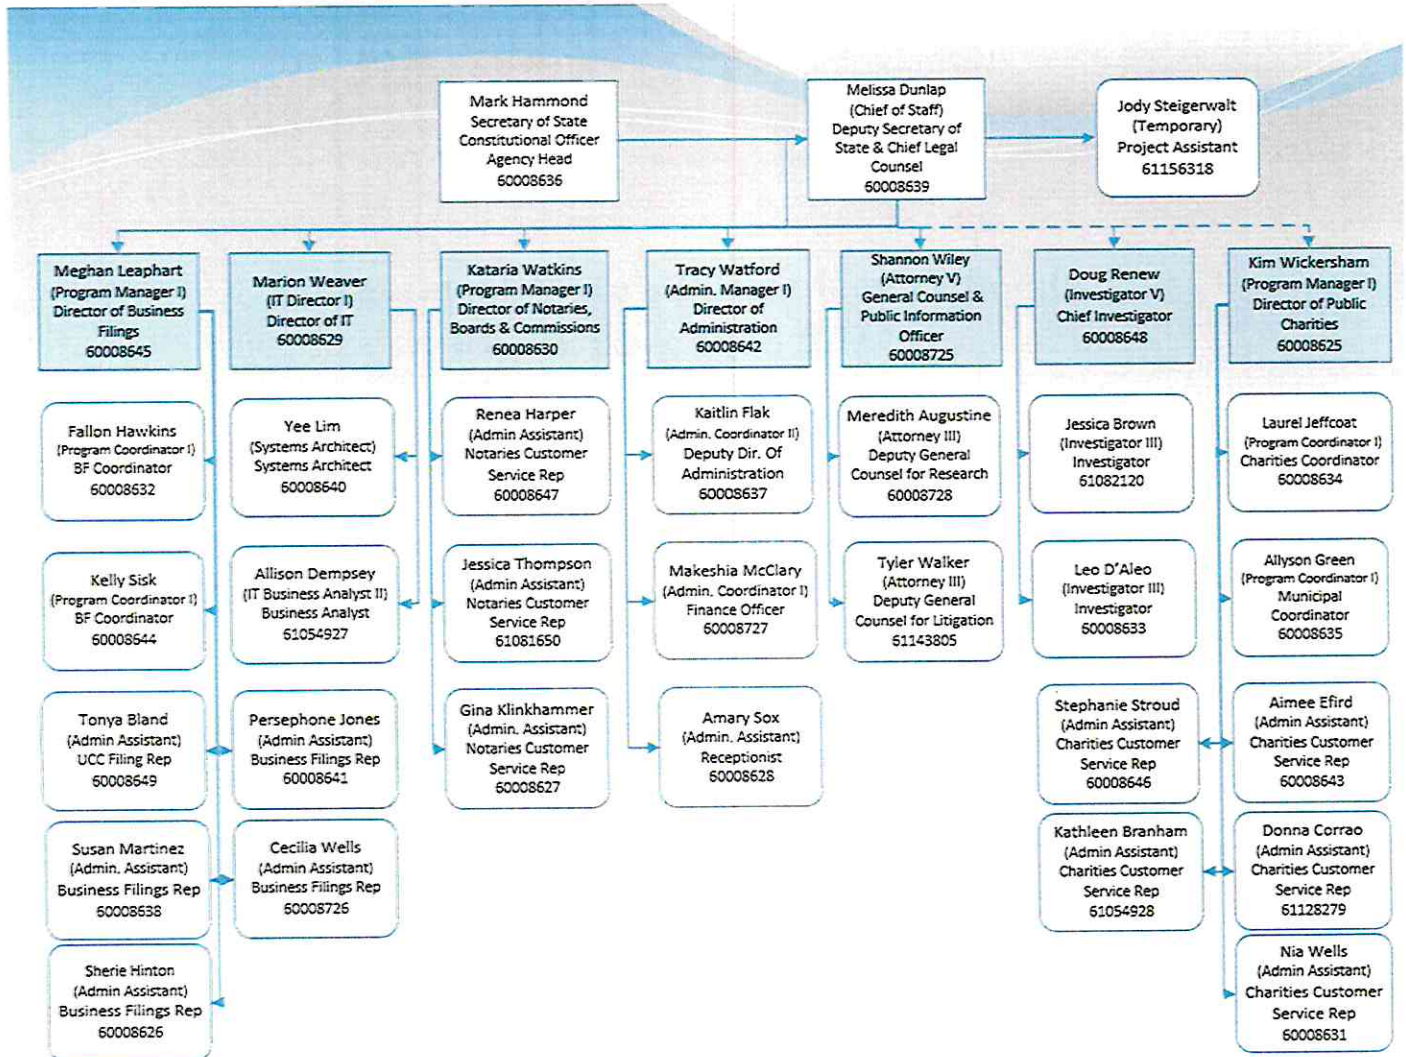 Mark Hammond
Secretary of State
Constitutional Officer
Agency Head
60008636
Melissa Dunlap
(Chief of Staff)
Deputy Secretary of
State & Chief Legal
Counsel
60008639
Jody Steigerwalt
(Temporary)
Project Assistant
61156318
Meghan Leaphart
(Program Manager I)
Director of Business
Filings
60008645
Marion Weaver
(IT Director I)
Director of IT
60008629
Kataria Watkins
(Program Manager I)
Director of Notaries,
Boards & Commissions
60008630
Tracy Watford
(Admin. Manager I)
Director of
Administration
60008642
Shannon Wiley
(Attorney V)
General Counsel &
Public Information
Officer
60008725
Doug Renew
(Investigator V)
Chief Investigator
60008648
Kim Wickersham
(Program Manager I)
Director of Public
Charities
60008625
Fallon Hawkins
(Program Coordinator I)
BF Coordinator
60008632
Yee Lim
(Systems Architect)
Systems Architect
60008640
Renea Harper
(Admin Assistant)
Notaries Customer
Service Rep
60008647
Kaitlin Flak
(Admin. Coordinator II)
Deputy Dir. Of
Administration
60008637
Meredith Augustine
(Attorney III)
Deputy General
Counsel for Research
60008728
Jessica Brown
(Investigator III)
Investigator
61082120
Laurel Jeffcoat
(Program Coordinator I)
Charities Coordinator
60008634
Kelly Sisk
(Program Coordinator I)
BF Coordinator
60008644
Allison Dempsey
(IT Business Analyst II)
Business Analyst
61054927
Jessica Thompson
(Admin Assistant)
Notaries Customer
Service Rep
61081650
Makeshia McClary
(Admin. Coordinator I)
Finance Officer
60008727
Tyler Walker
(Attorney III)
Deputy General
Counsel for Litigation
61143805
Leo D'Aleo
(Investigator III)
Investigator
60008633
Allyson Green
(Program Coordinator I)
Municipal
Coordinator
60008635
Tonya Bland
(Admin Assistant)
UCC Filing Rep
60008649
Persephone Jones
(Admin Assistant)
Business Filings Rep
60008641
Gina Klinkhammer
(Admin. Assistant)
Notaries Customer
Service Rep
60008627
Amary Sox
(Admin. Assistant)
Receptionist
60008628
Stephanie Stroud
(Admin Assistant)
Charities Customer
Service Rep
60008646
Aimee Efird
(Admin Assistant)
Charities Customer
Service Rep
60008643
Susan Martinez
(Admin. Assistant)
Business Filings Rep
60008638
Cecilia Wells
(Admin Assistant)
Business Filings Rep
60008726
Kathleen Branham
(Admin Assistant)
Charities Customer
Service Rep
61054928
Donna Corrao
(Admin Assistant)
Charities Customer
Service Rep
61128279
Sherie Hinton
(Admin Assistant)
Business Filings Rep
60008626
Nia Wells
(Admin Assistant)
Charities Customer
Service Rep
60008631